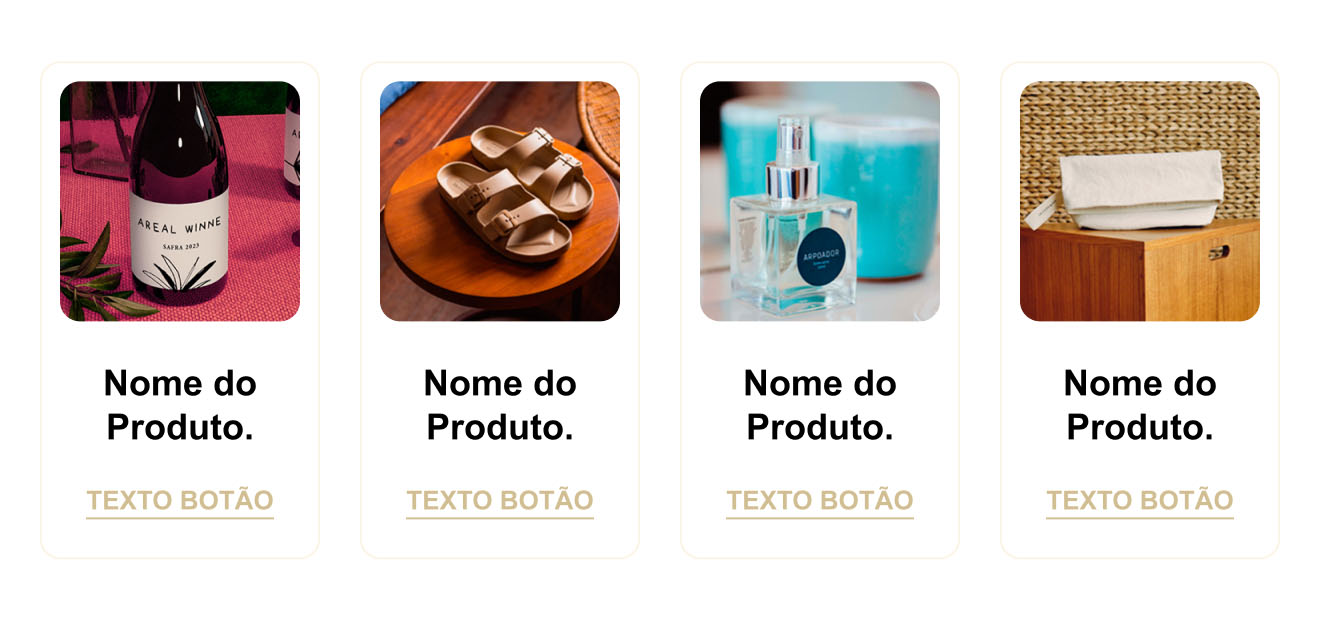 AREAL WINNE
SAFRA 2023
ARPOADOR
Nome do
Produto.
TEXTO BOTÃO
Nome do
Produto.
TEXTO BOTÃO
Nome do
Produto.
TEXTO BOTÃO
Nome do
Produto.
TEXTO BOTÃO